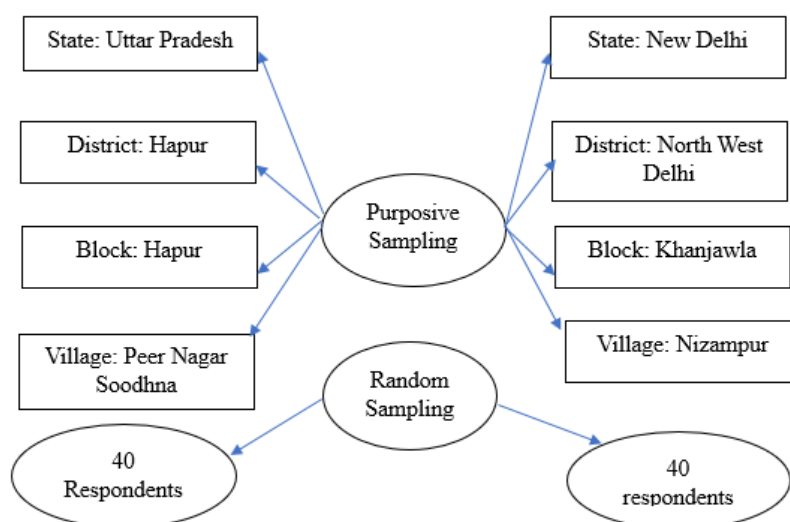 State: Uttar Pradesh
State: New Delhi
District: Hapur
District: North West
Delhi
Purposive
Sampling
Block: Hapur
Block: Khanjawla
Village: Peer Nagar
Soodhna
Village: Nizampur
Random
Sampling
40
Respondents
40
respondents